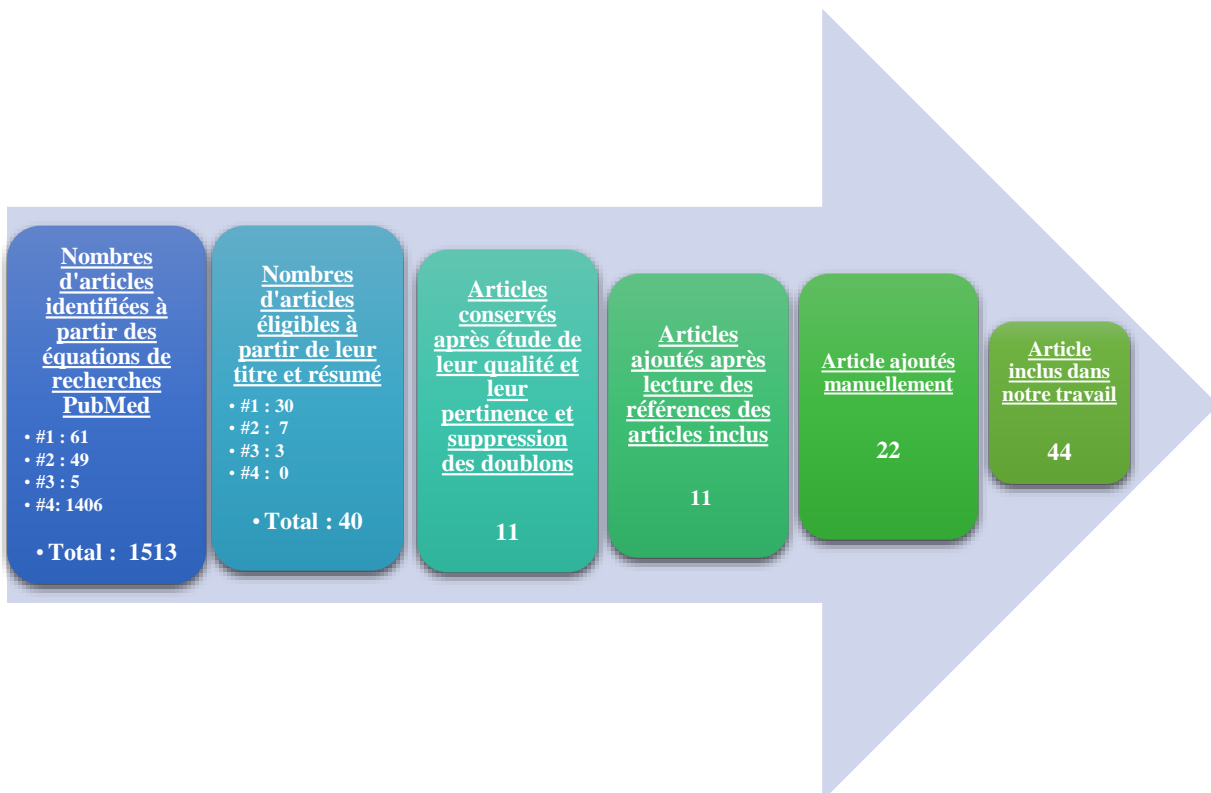 Nombres
d'articles
identifiées à
partir des
équations de
recherches
PubMed
• #1 : 61
• #2 : 49
• #3 : 5
• #4: 1406
• Total : 1513
Nombres
d'articles
éligibles à
partir de leur
titre et résumé
• #1 : 30
• #2 : 7
• #3 : 3
• #4 : 0
• Total : 40
Articles
conservés
après étude de
leur qualité et
leur
pertinence et
suppression
des doublons
11
Articles
ajoutés après
lecture des
références des
articles inclus
11
Article ajoutés
manuellement
22
Article
inclus dans
notre travail
44